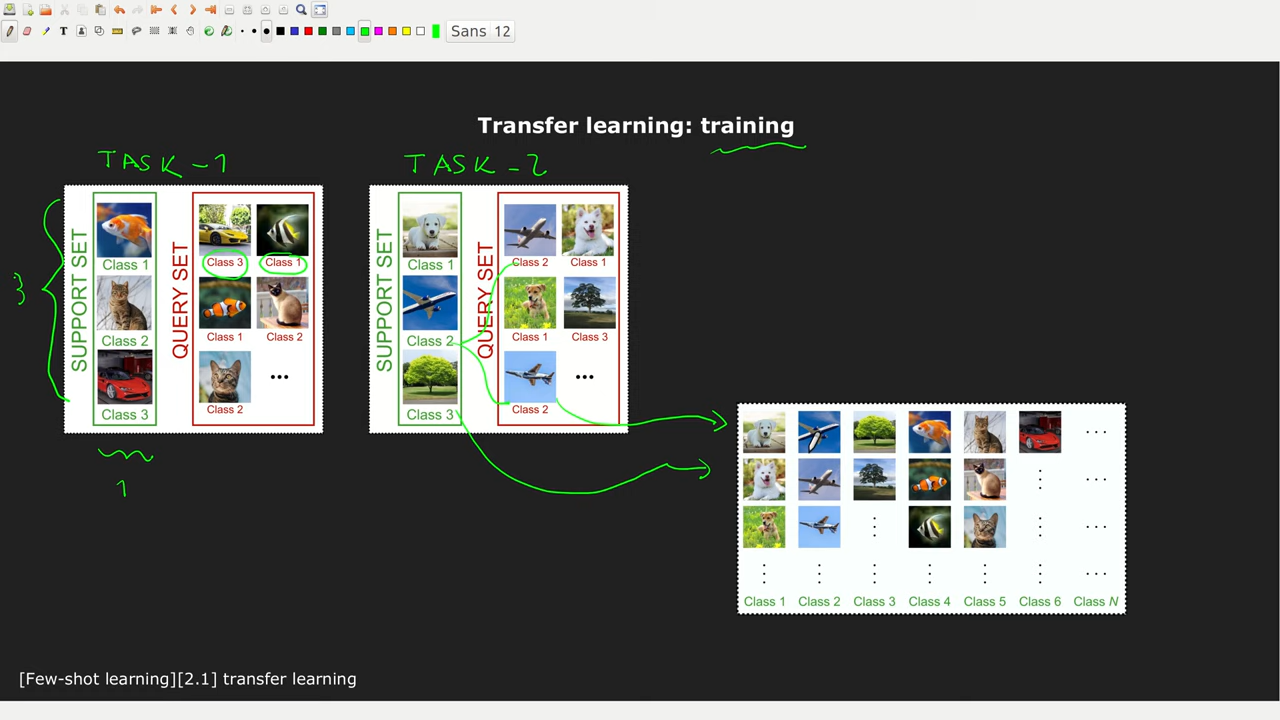 Sans 12
Transfer learning: training
TASK-1
TASK-2
SUPPORT SET
Class 1
Class 2
Class 3
QUERY SET
Class 3 Class 1
Class 1 Class 2
Class 2 ...
SUPPORT SET
Class 1
Class 2
Class 3
QUERY SET
Class 2 Class 1
Class 1 Class 3
Class 2 ...
3
1
Class 1 Class 2 Class 3 Class 4 Class 5 Class 6 Class N
[Few-shot learning][2.1] transfer learning